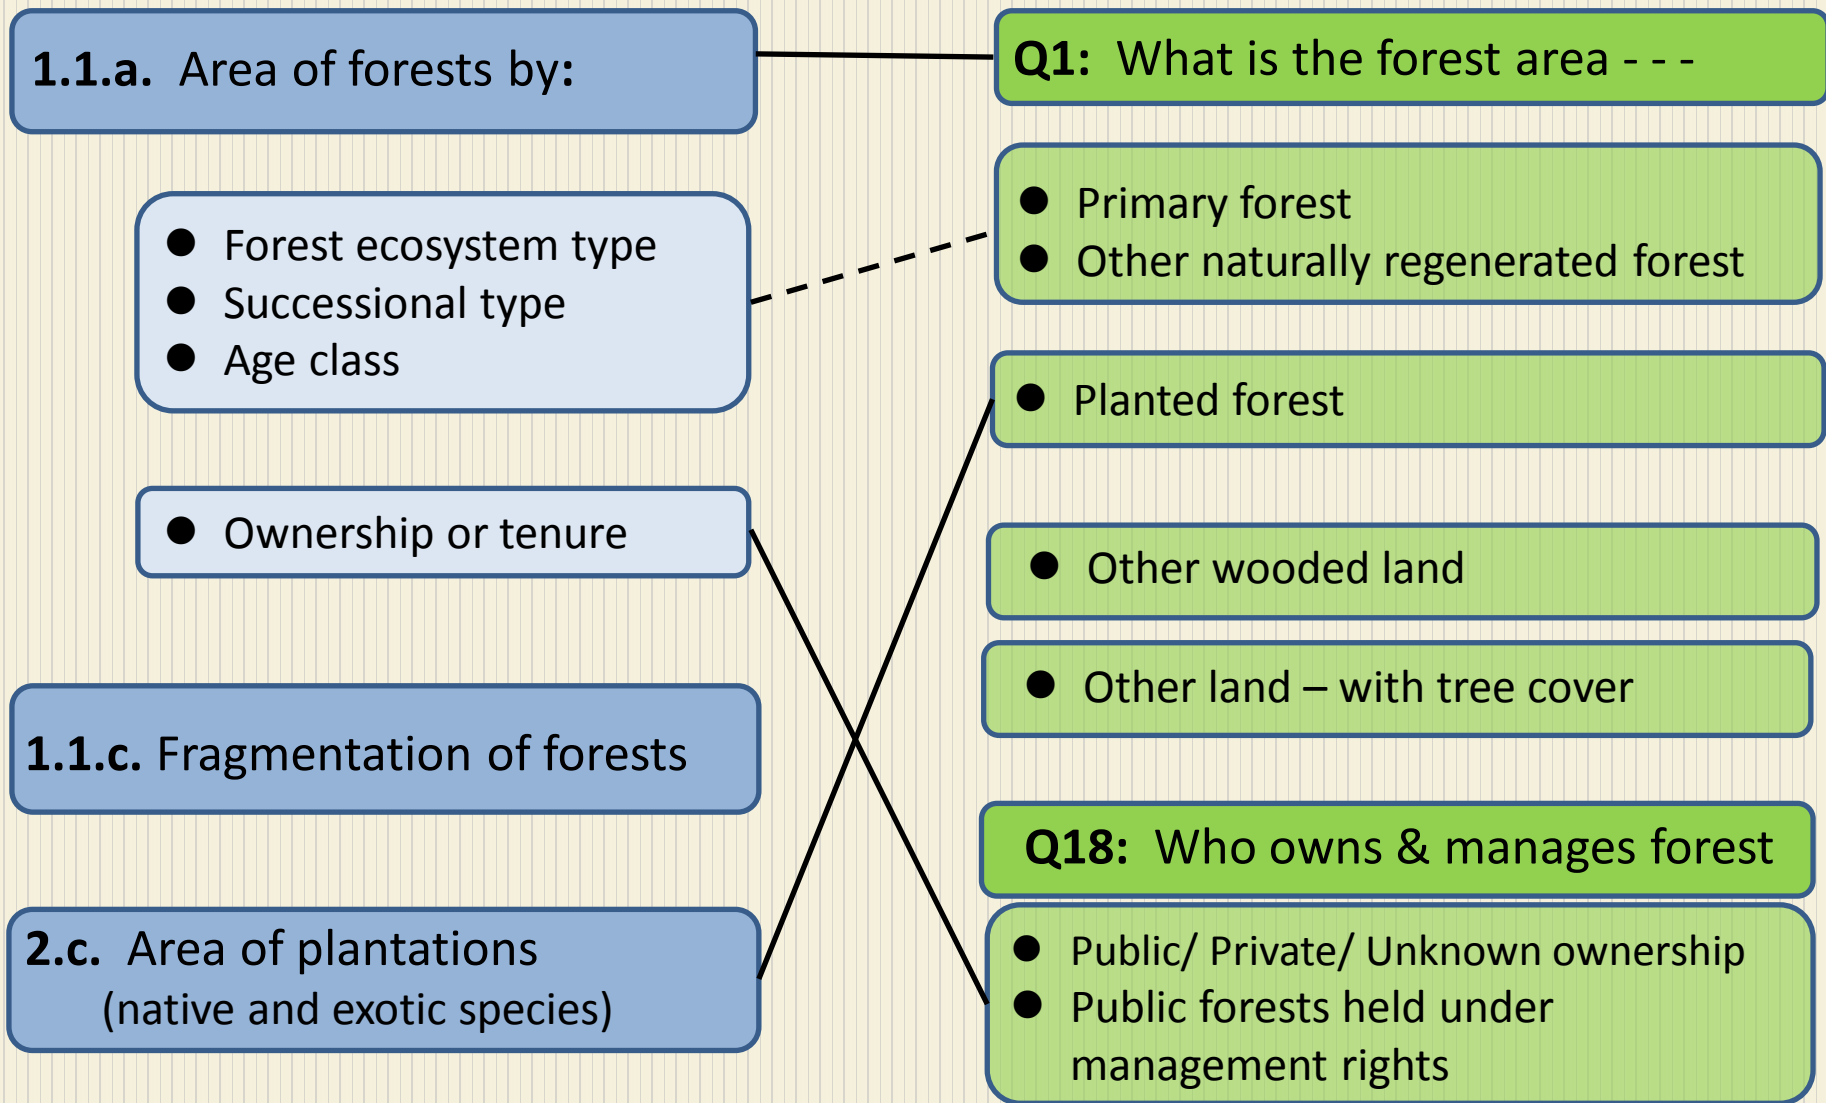 1.1.a. Area of forests by:
● Forest ecosystem type
● Successional type
● Age class
● Ownership or tenure
1.1.c. Fragmentation of forests
2.c. Area of plantations
(native and exotic species)
Q1: What is the forest area - - -
● Primary forest
● Other naturally regenerated forest
● Planted forest
● Other wooded land
● Other land – with tree cover
Q18: Who owns & manages forest
● Public/ Private/ Unknown ownership
● Public forests held under
management rights